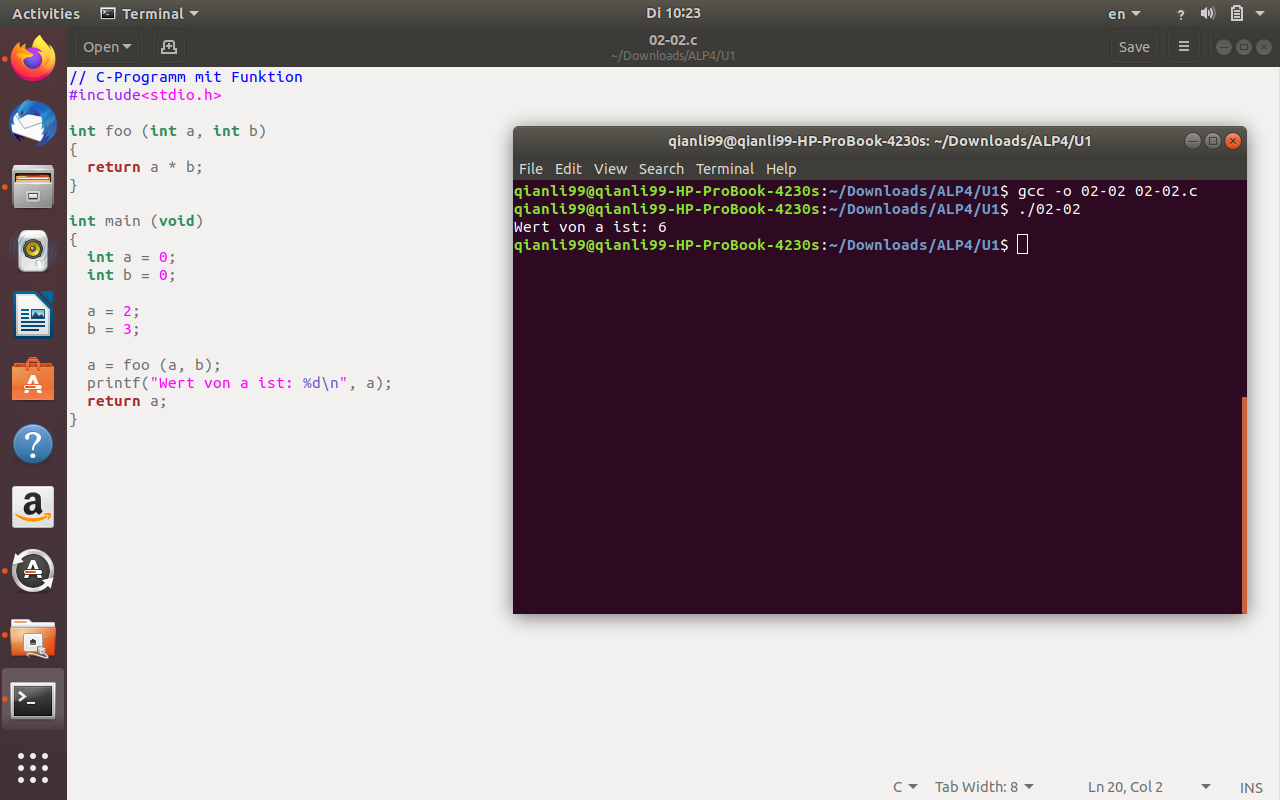 Activities Terminal Di 10:23 en ?
Open 02-02.c Save
~/Downloads/ALP4/U1
// C-Programm mit Funktion
#include<stdio.h>
int foo (int a, int b)
{
return a * b;
}
int main (void)
{
int a = 0;
int b = 0;
a = 2;
b = 3;
a = foo (a, b);
printf("Wert von a ist: %d\n", a);
return a;
}
qianli99@qianli99-HP-ProBook-4230s: ~/Downloads/ALP4/U1
File Edit View Search Terminal Help
qianli99@qianli99-HP-ProBook-4230s:~/Downloads/ALP4/U1$ gcc -o 02-02 02-02.c
qianli99@qianli99-HP-ProBook-4230s:~/Downloads/ALP4/U1$ ./02-02
Wert von a ist: 6
qianli99@qianli99-HP-ProBook-4230s:~/Downloads/ALP4/U1$
C Tab Width: 8 Ln 20, Col 2 INS